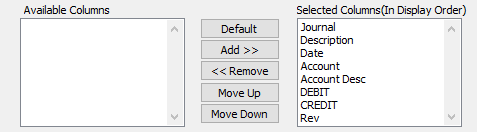 Available Columns
Default
Add >>
<< Remove
Move Up
Move Down
Selected Columns(In Display Order)
Journal
Description
Date
Account
Account Desc
DEBIT
CREDIT
Rev